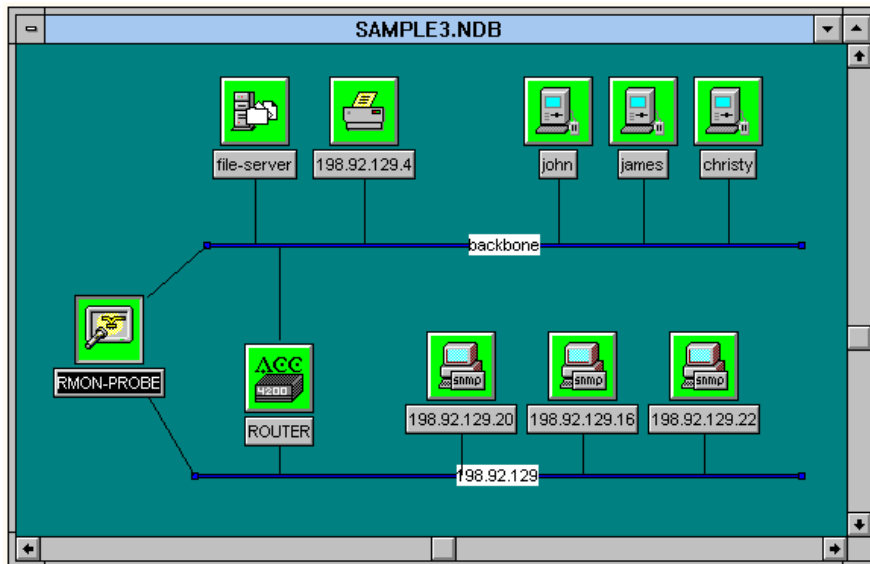 SAMPLE3.NDB
file-server
198.92.129.4
john
james
christy
backbone
RMON-PROBE
ACC
4200
ROUTER
snmp
198.92.129.20
snmp
198.92.129.16
snmp
198.92.129.22
198.92.129